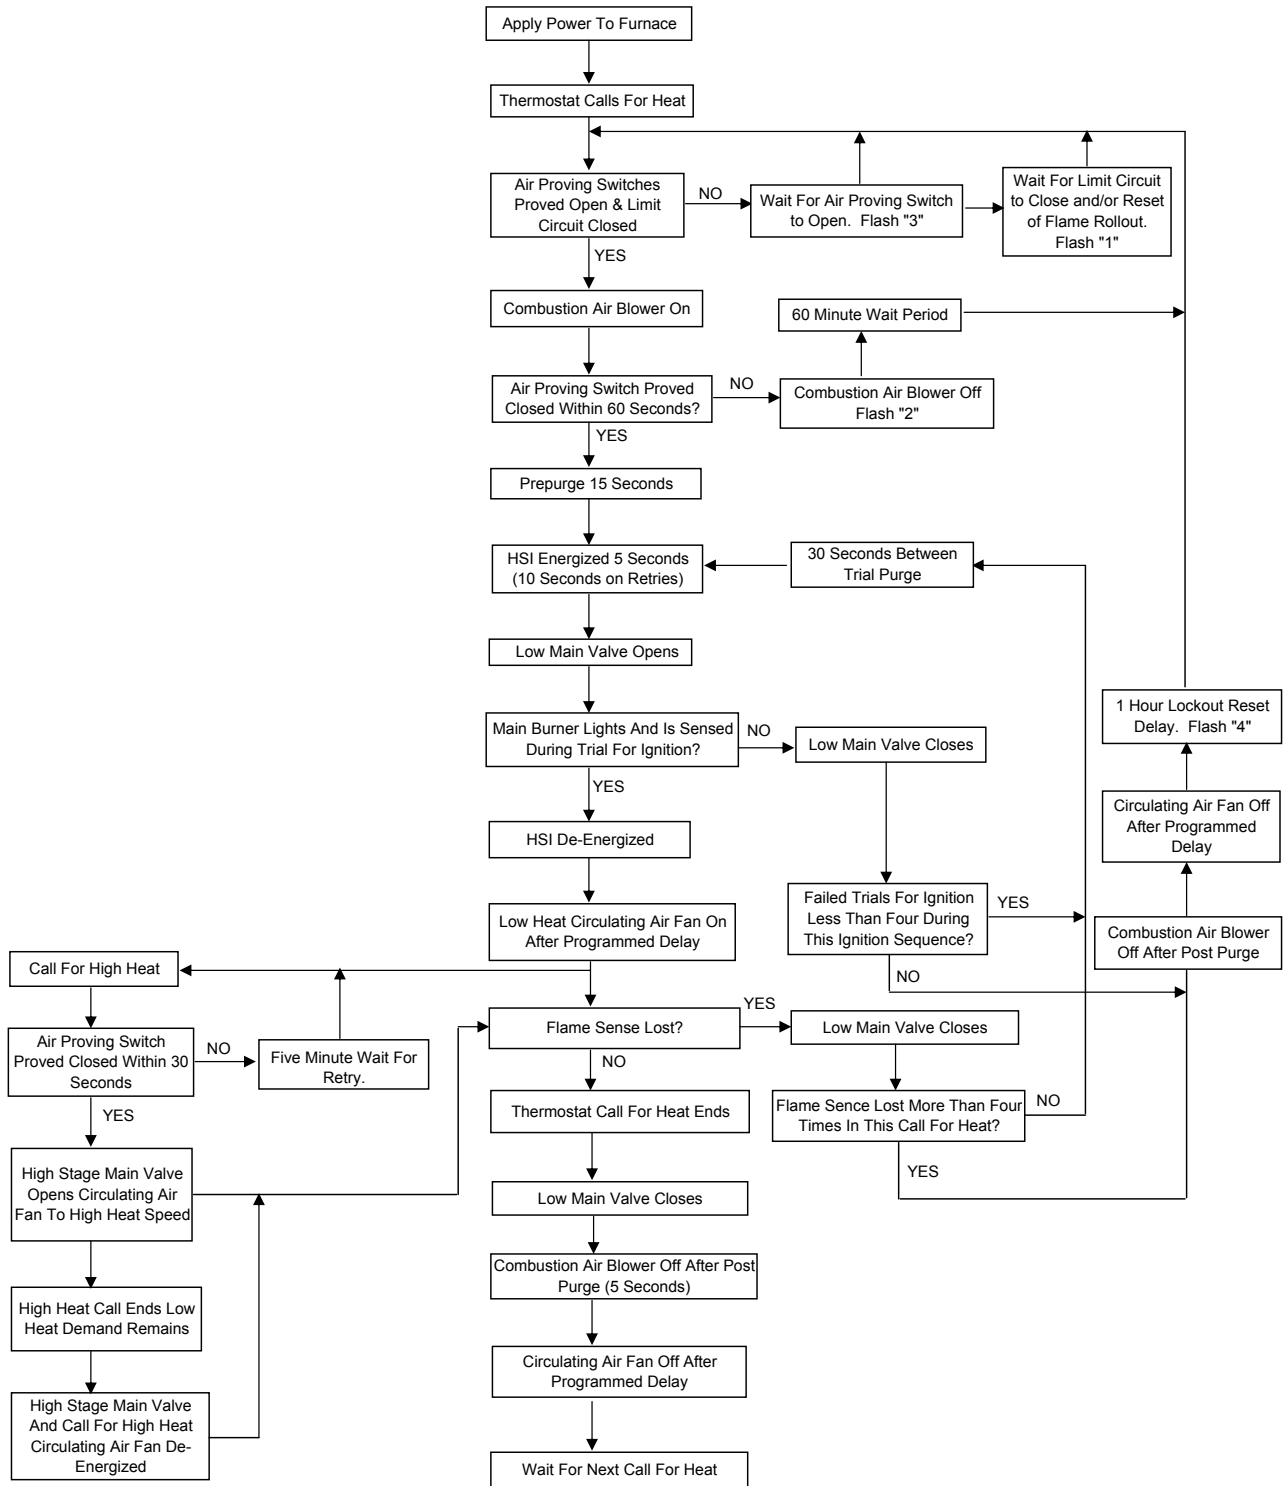 Apply Power To Furnace
Thermostat Calls For Heat
Air Proving Switches
Proved Open & Limit
Circuit Closed
NO
Wait For Air Proving Switch
to Open.  Flash "3"
Wait For Limit Circuit
to Close and/or Reset
of Flame Rollout.
Flash "1"
YES
Combustion Air Blower On
60 Minute Wait Period
Air Proving Switch Proved
Closed Within 60 Seconds?
NO
Combustion Air Blower Off
Flash "2"
YES
Prepurge 15 Seconds
HSI Energized 5 Seconds
(10 Seconds on Retries)
30 Seconds Between
Trial Purge
Low Main Valve Opens
1 Hour Lockout Reset
Delay.  Flash "4"
Main Burner Lights And Is Sensed
During Trial For Ignition?
NO
Low Main Valve Closes
YES
Circulating Air Fan Off
After Programmed
Delay
HSI De-Energized
Failed Trials For Ignition
Less Than Four During
This Ignition Sequence?
YES
NO
Low Heat Circulating Air Fan On
After Programmed Delay
Combustion Air Blower
Off After Post Purge
Call For High Heat
Air Proving Switch
Proved Closed Within 30
Seconds
NO
Five Minute Wait For
Retry.
YES
Flame Sense Lost?
YES
Low Main Valve Closes
NO
Thermostat Call For Heat Ends
Flame Sence Lost More Than Four
Times In This Call For Heat?
NO
YES
High Stage Main Valve
Opens Circulating Air
Fan To High Heat Speed
Low Main Valve Closes
Combustion Air Blower Off After Post
Purge (5 Seconds)
High Heat Call Ends Low
Heat Demand Remains
Circulating Air Fan Off After
Programmed Delay
High Stage Main Valve
And Call For High Heat
Circulating Air Fan De-
Energized
Wait For Next Call For Heat